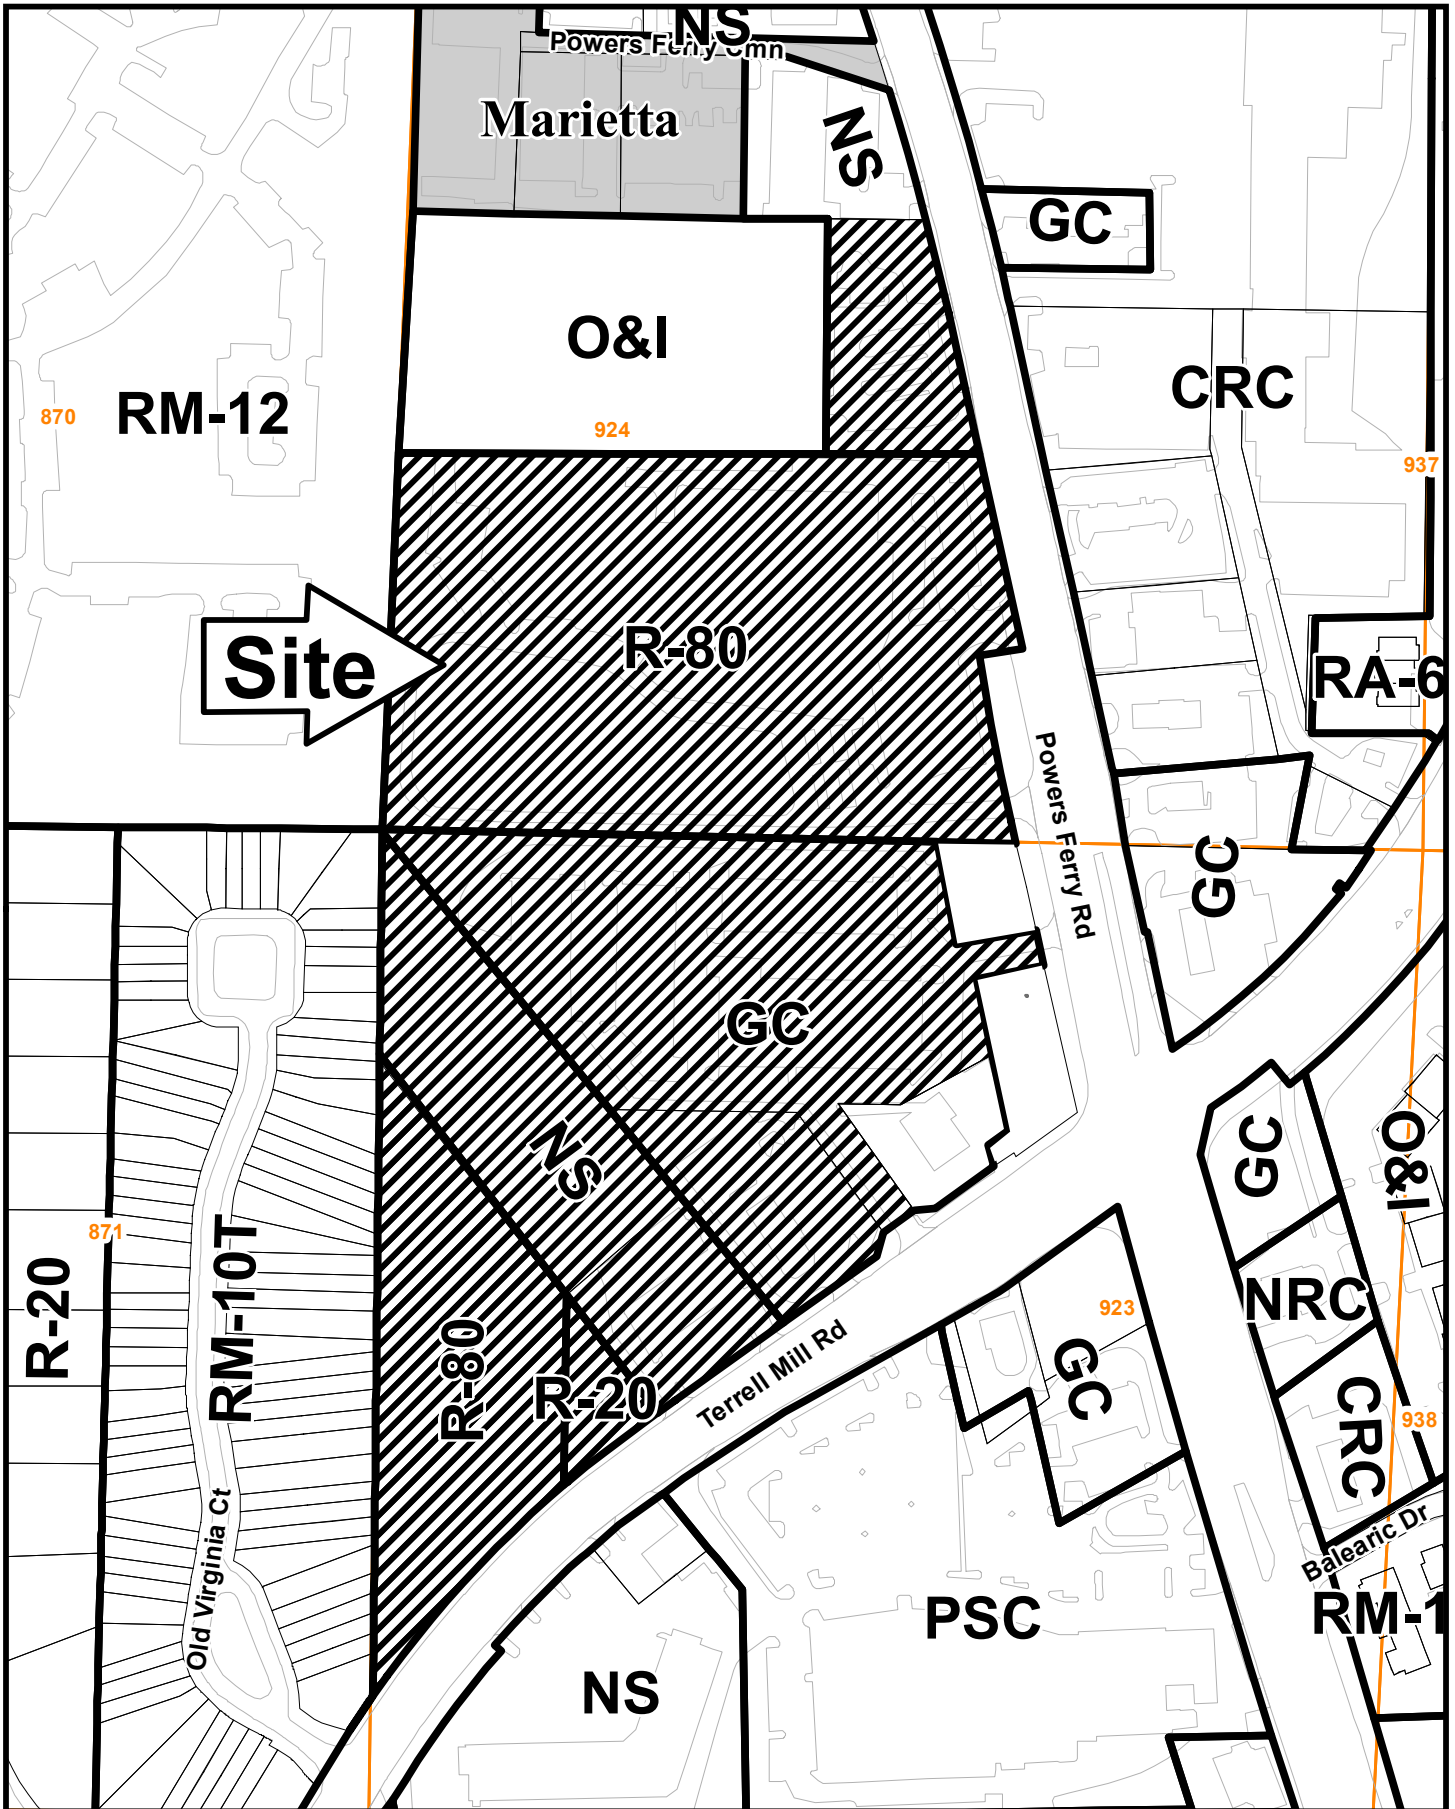 NS
Powers Ferry Cmn
Marietta
NS
GC
O&I
CRC
RM-12
870
924
937
R-80
Site
RA-6
Powers Ferry Rd
GC
GC
NS
GC
O&I
871
R-20
RM-10T
R-80
R-20
Terrell Mill Rd
923
NRC
GC
CRC
938
Old Virginia Ct
Balearic Dr
PSC
RM-1
NS